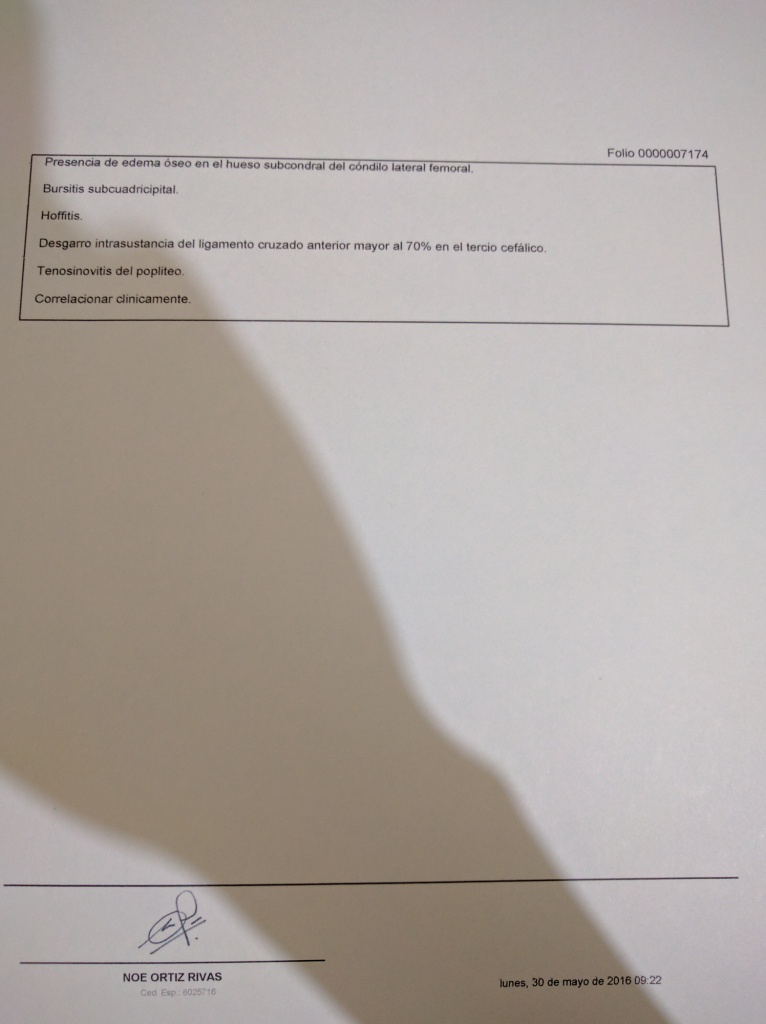 Folio 0000007174
Presencia de edema óseo en el hueso subcondral del cóndilo lateral femoral.
Bursitis subcuadricipital.
Hoffitis.
Desgarro intrasustancia del ligamento cruzado anterior mayor al 70% en el tercio cefálico.
Tenosinovitis del popliteo.
Correlacionar clinicamente.
NOE ORTIZ RIVAS
Ced. Esp.: 6025716
lunes, 30 de mayo de 2016 09:22